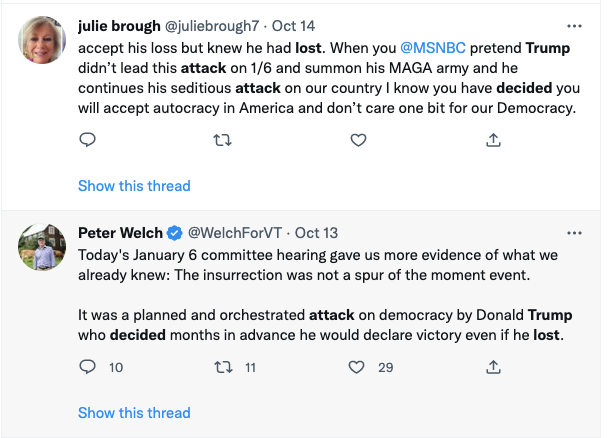 julie brough @juliebrough7 · Oct 14
accept his loss but knew he had lost. When you @MSNBC pretend Trump
didn’t lead this attack on 1/6 and summon his MAGA army and he
continues his seditious attack on our country I know you have decided you
will accept autocracy in America and don’t care one bit for our Democracy.
Show this thread
Peter Welch @WelchForVT · Oct 13
Today's January 6 committee hearing gave us more evidence of what we
already knew: The insurrection was not a spur of the moment event.
It was a planned and orchestrated attack on democracy by Donald Trump
who decided months in advance he would declare victory even if he lost.
10 11 29
Show this thread